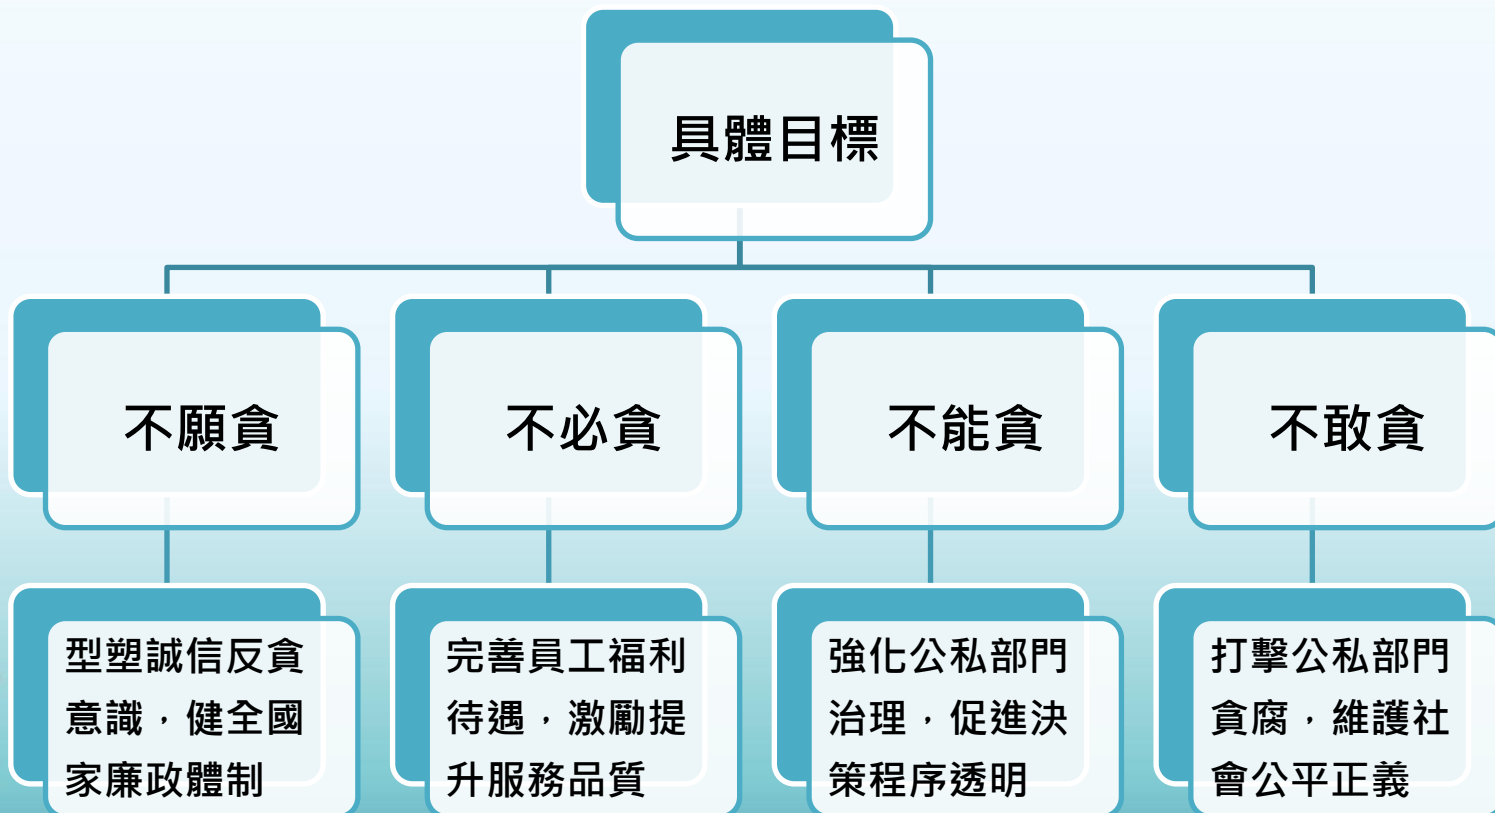 具體目標
不願貪
不必貪
不能貪
不敢貪
型塑誠信反貪
意識，健全國
家廉政體制
完善員工福利
待遇，激勵提
升服務品質
強化公私部門
治理，促進決
策程序透明
打擊公私部門
貪腐，維護社
會公平正義